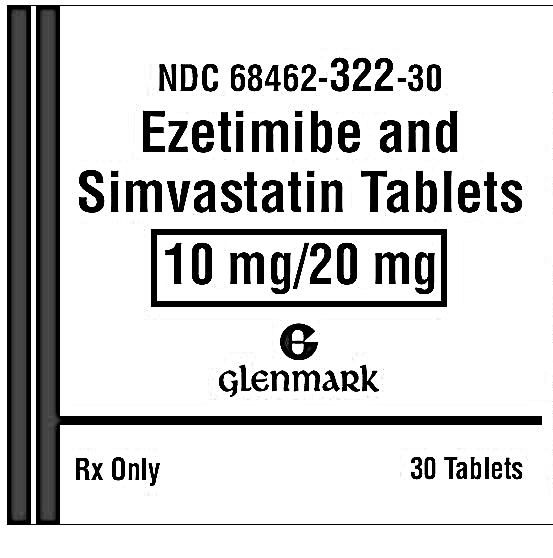 NDC 68462-322-30
Ezetimibe and
Simvastatin Tablets
10 mg/20 mg
G
glenmark
Rx Only
30 Tablets